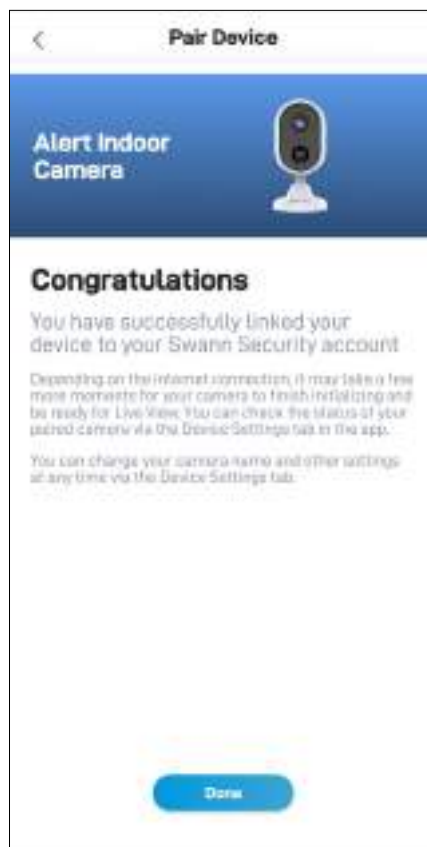 Pair Device
Alert Indoor
Camera
Congratulations
You have successfully linked your
device to your Swann Security account
Depending on the internet connection, it may take a few
more moments for your camera to finish initializing and
be ready for Live View. You can check the status of your
paired camera via the Device Settings tab in the app.
You can change your camera name and other settings
at any time via the Device Settings tab.
Done